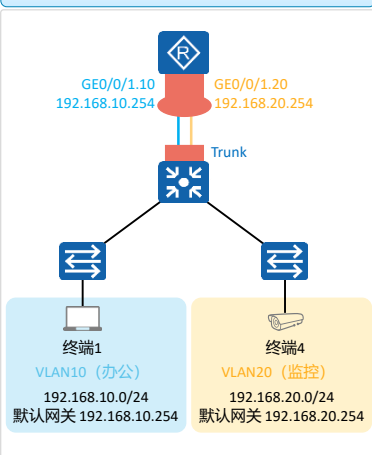 R
GE0/0/1.10
192.168.10.254
GE0/0/1.20
192.168.20.254
Trunk
终端1
VLAN10（办公）
192.168.10.0/24
默认网关 192.168.10.254
终端4
VLAN20（监控）
192.168.20.0/24
默认网关 192.168.20.254